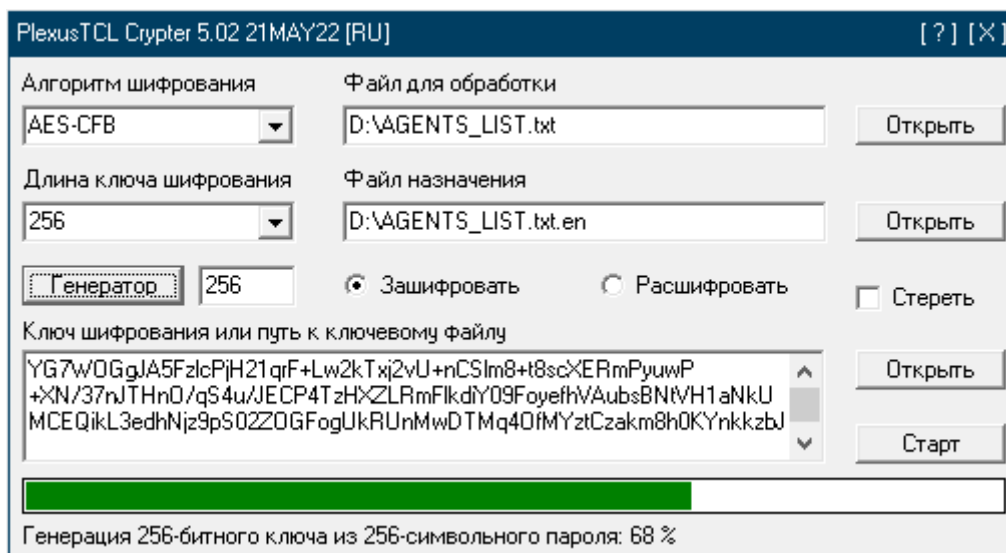 PlexusTCL Crypter 5.02 21MAY22 [RU] [ ? ] [ X ]
Алгоритм шифрования Файл для обработки
AES-CFB D:\AGENTS_LIST.txt Открыть
Длина ключа шифрования Файл назначения
256 D:\AGENTS_LIST.txt.en Открыть
Генератор 256 Зашифровать Расшифровать Стереть
Ключ шифрования или путь к ключевому файлу
YG7WOGgJA5FzIcPjH21qrF+Lw2kTxj2vU+nCSIm8+t8scXERmPyuwP
+XN/37nJTHnO/qS4u/JECP4TzHXZLRmFIkdiY09FoyefhVAubsBNtVH1aNkU
MCEQikL3edhNjz9pS02ZOGFogUkRUnMwDTMq4OfMYztCzakm8h0KYnkkzbJ
Открыть
Старт
Генерация 256-битного ключа из 256-символьного пароля: 68 %